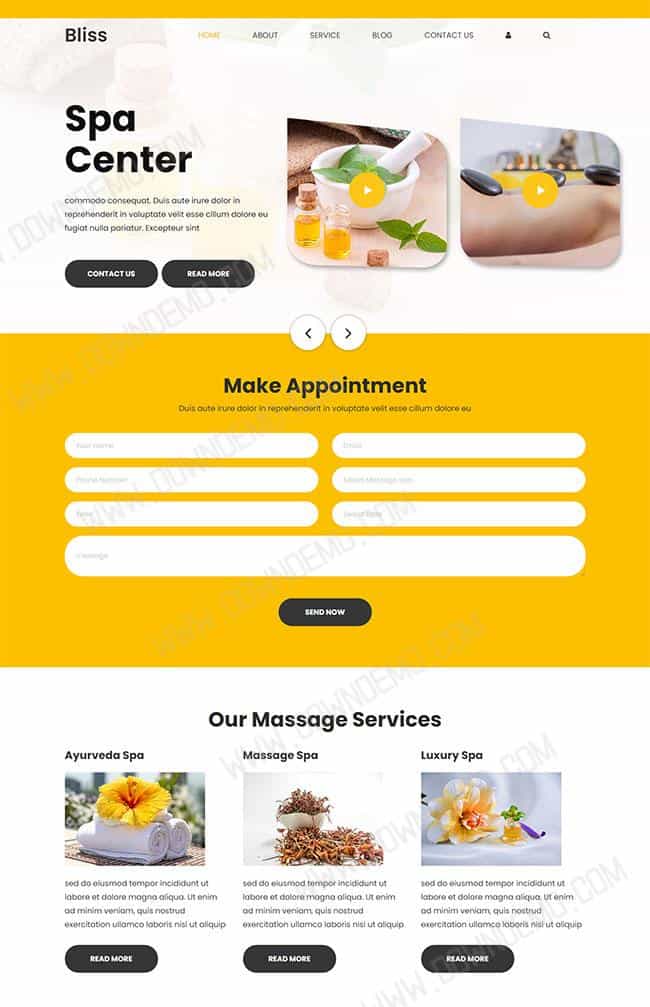 Bliss
HOME
ABOUT
SERVICE
BLOG
CONTACT US
Spa
Center
commodo consequat. Duis aute irure dolor in
reprehenderit in voluptate velit esse cillum dolore eu
fugiat nulla pariatur. Excepteur sint
CONTACT US
READ MORE
Make Appointment
Duis aute irure dolor in reprehenderit in voluptate velit esse cillum dolore eu
Your name
Email
Phone Number
Message
SEND NOW
Our Massage Services
Ayurveda Spa
sed do eiusmod tempor incididunt ut
labore et dolore magna aliqua. Ut enim
ad minim veniam, quis nostrud
exercitation ullamco laboris nisi ut aliquip
READ MORE
Massage Spa
sed do eiusmod tempor incididunt ut
labore et dolore magna aliqua. Ut enim
ad minim veniam, quis nostrud
exercitation ullamco laboris nisi ut aliquip
READ MORE
Luxury Spa
sed do eiusmod tempor incididunt ut
labore et dolore magna aliqua. Ut enim
ad minim veniam, quis nostrud
exercitation ullamco laboris nisi ut aliquip
READ MORE
WWW.DOWNDEMO.COM